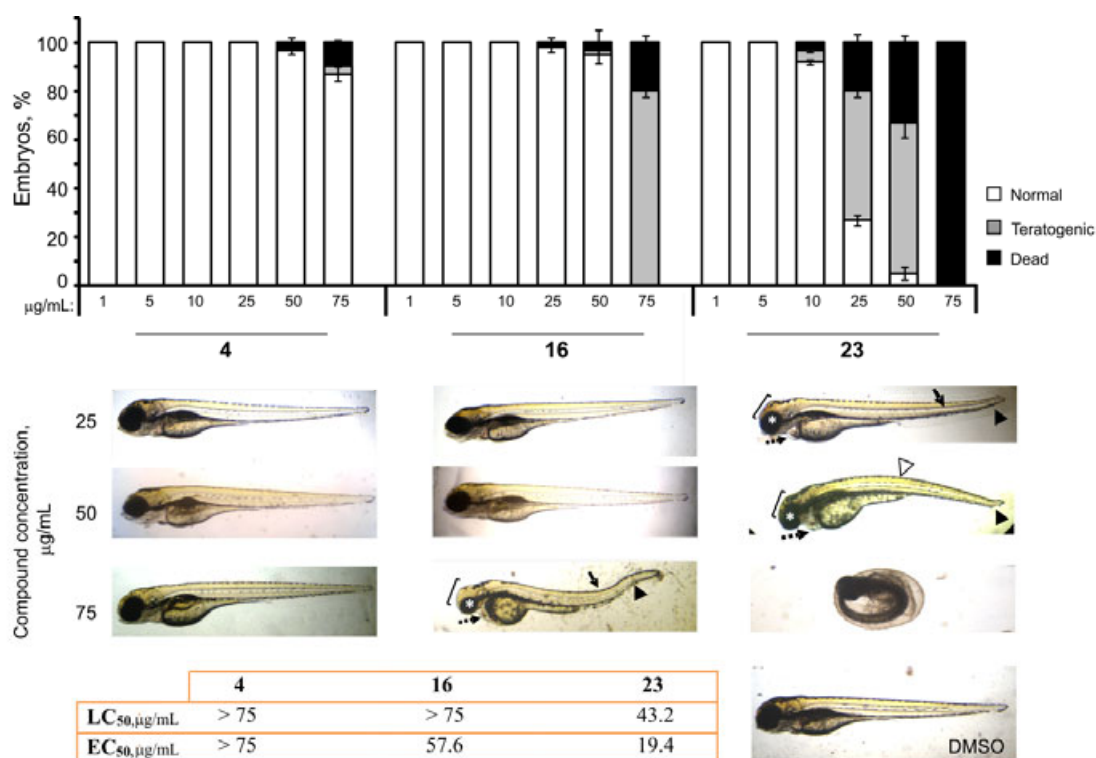 100
80
60
40
20
0
Embryos, %
Normal
Teratogenic
Dead
µg/mL: 1 5 10 25 50 75 1 5 10 25 50 75 1 5 10 25 50 75
4 16 23
Compound concentration,
µg/mL
25
*
50
*
75
*
4 16 23
LC50,µg/mL > 75 > 75 43.2
EC50,µg/mL > 75 57.6 19.4
DMSO